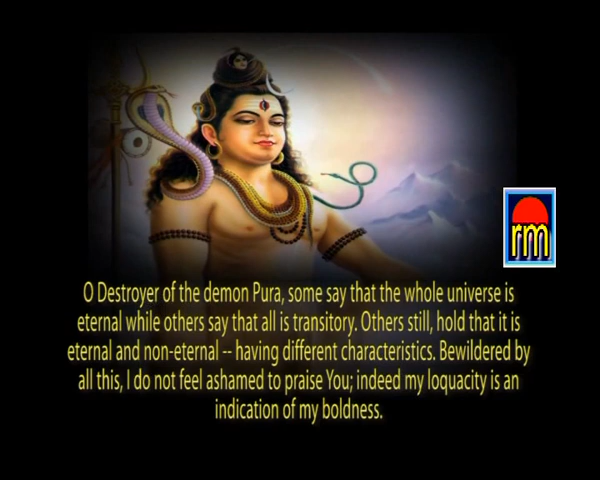 rm
O Destroyer of the demon Pura, some say that the whole universe is
eternal while others say that all is transitory. Others still, hold that it is
eternal and non-eternal -- having different characteristics. Bewildered by
all this, I do not feel ashamed to praise You; indeed my loquacity is an
indication of my boldness.